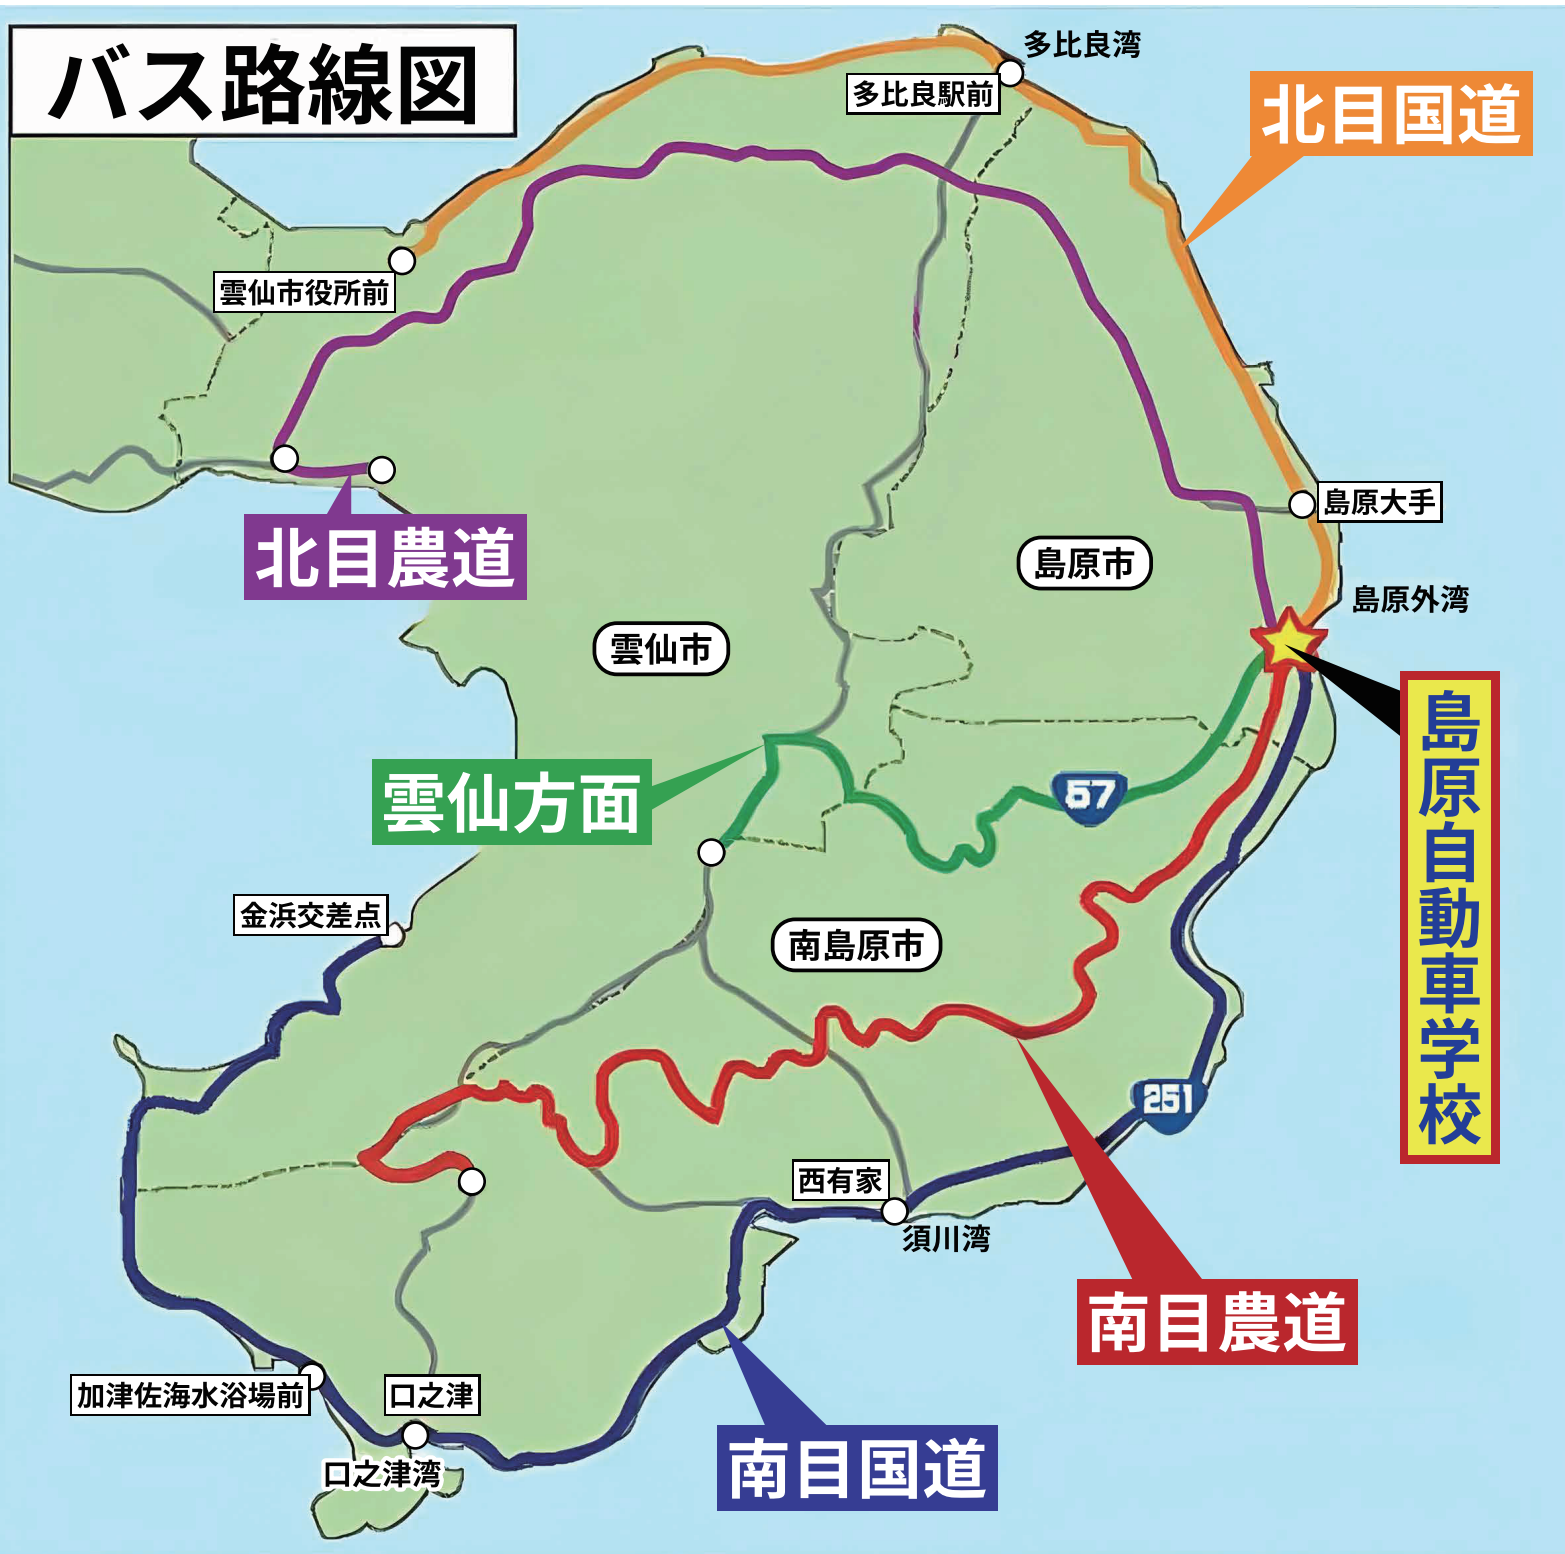 バス路線図
多比良湾
多比良駅前
北目国道
雲仙市役所前
島原大手
北目農道
島原市
島原外湾
雲仙市
島原自動車学校
雲仙方面
57
金浜交差点
南島原市
251
西有家
須川湾
南目農道
加津佐海水浴場前
口之津
口之津湾
南目国道